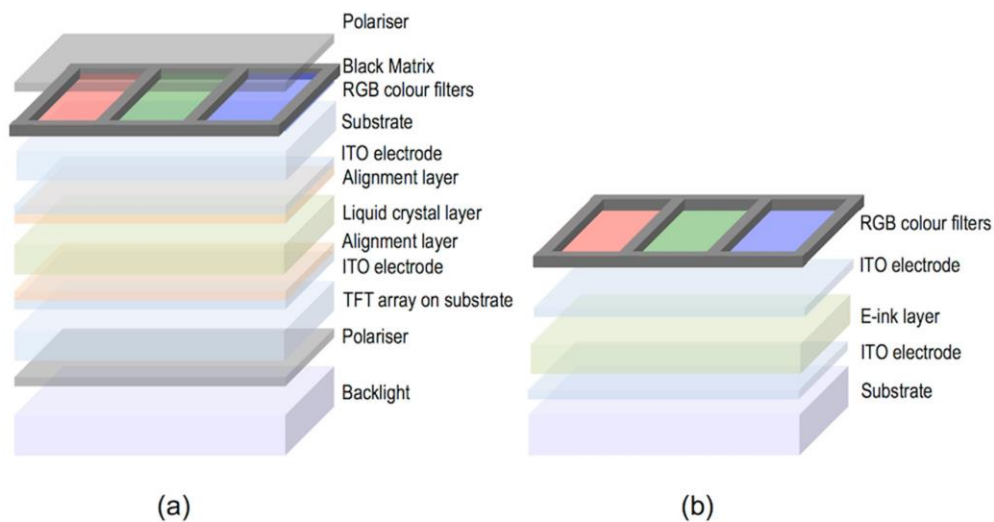 Polariser
Black Matrix
RGB colour filters
Substrate
ITO electrode
Alignment layer
Liquid crystal layer
Alignment layer
ITO electrode
TFT array on substrate
Polariser
Backlight
(a)
RGB colour filters
ITO electrode
E-ink layer
ITO electrode
Substrate
(b)